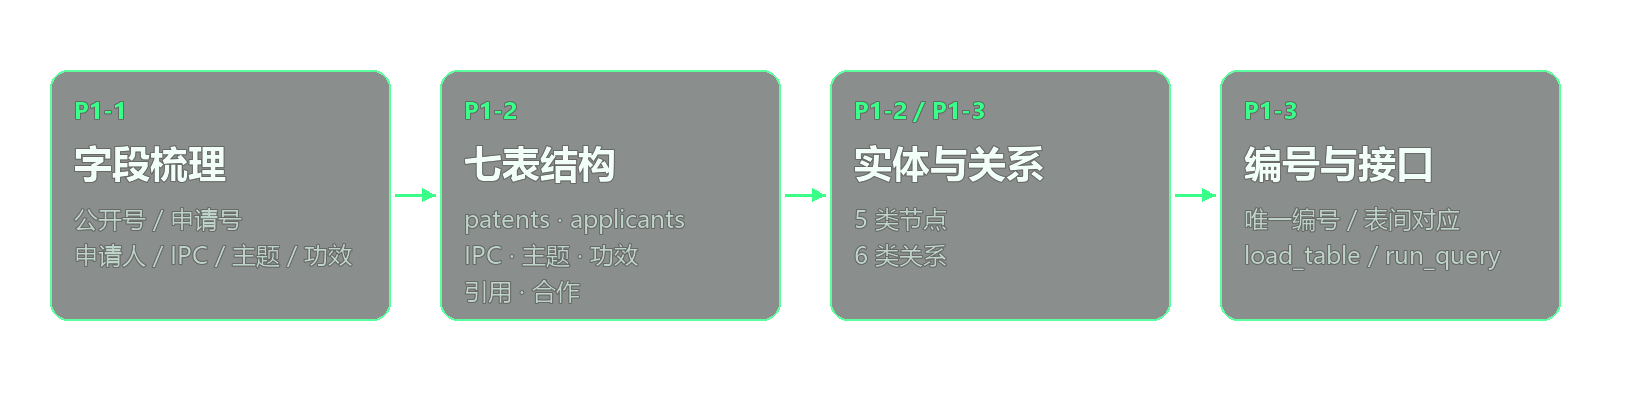 P1-1
字段梳理
公开号 / 申请号
申请人 / IPC / 主题 / 功效
P1-2
七表结构
patents · applicants
IPC · 主题 · 功效
引用 · 合作
P1-2 / P1-3
实体与关系
5 类节点
6 类关系
P1-3
编号与接口
唯一编号 / 表间对应
load_table / run_query